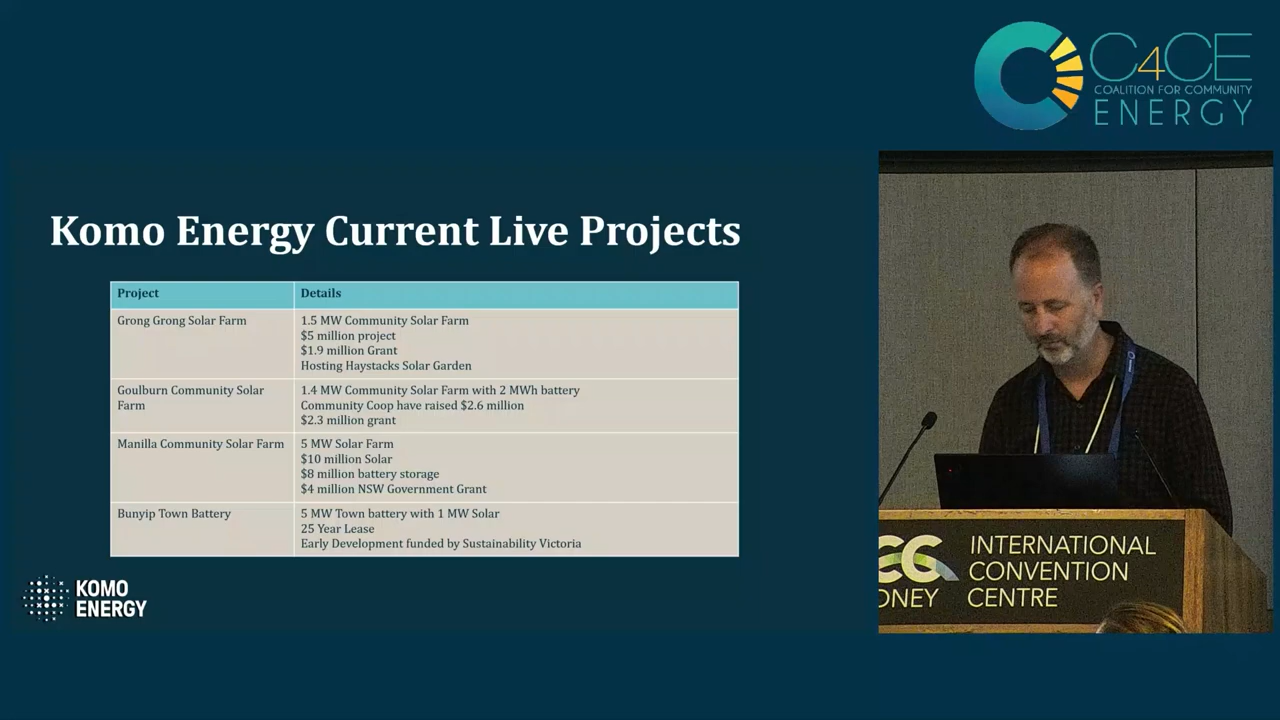 C4CE
COALITION FOR COMMUNITY
ENERGY
Komo Energy Current Live Projects
Project
Details
Grong Grong Solar Farm
1.5 MW Community Solar Farm
$5 million project
$1.9 million Grant
Hosting Haystacks Solar Garden
Goulburn Community Solar
Farm
1.4 MW Community Solar Farm with 2 MWh battery
Community Coop have raised $2.6 million
$2.3 million grant
Manilla Community Solar Farm
5 MW Solar Farm
$10 million Solar
$8 million battery storage
$4 million NSW Government Grant
Bunyip Town Battery
5 MW Town battery with 1 MW Solar
25 Year Lease
Early Development funded by Sustainability Victoria
KOMO
ENERGY
CC
DNEY
INTERNATIONAL
CONVENTION
CENTRE